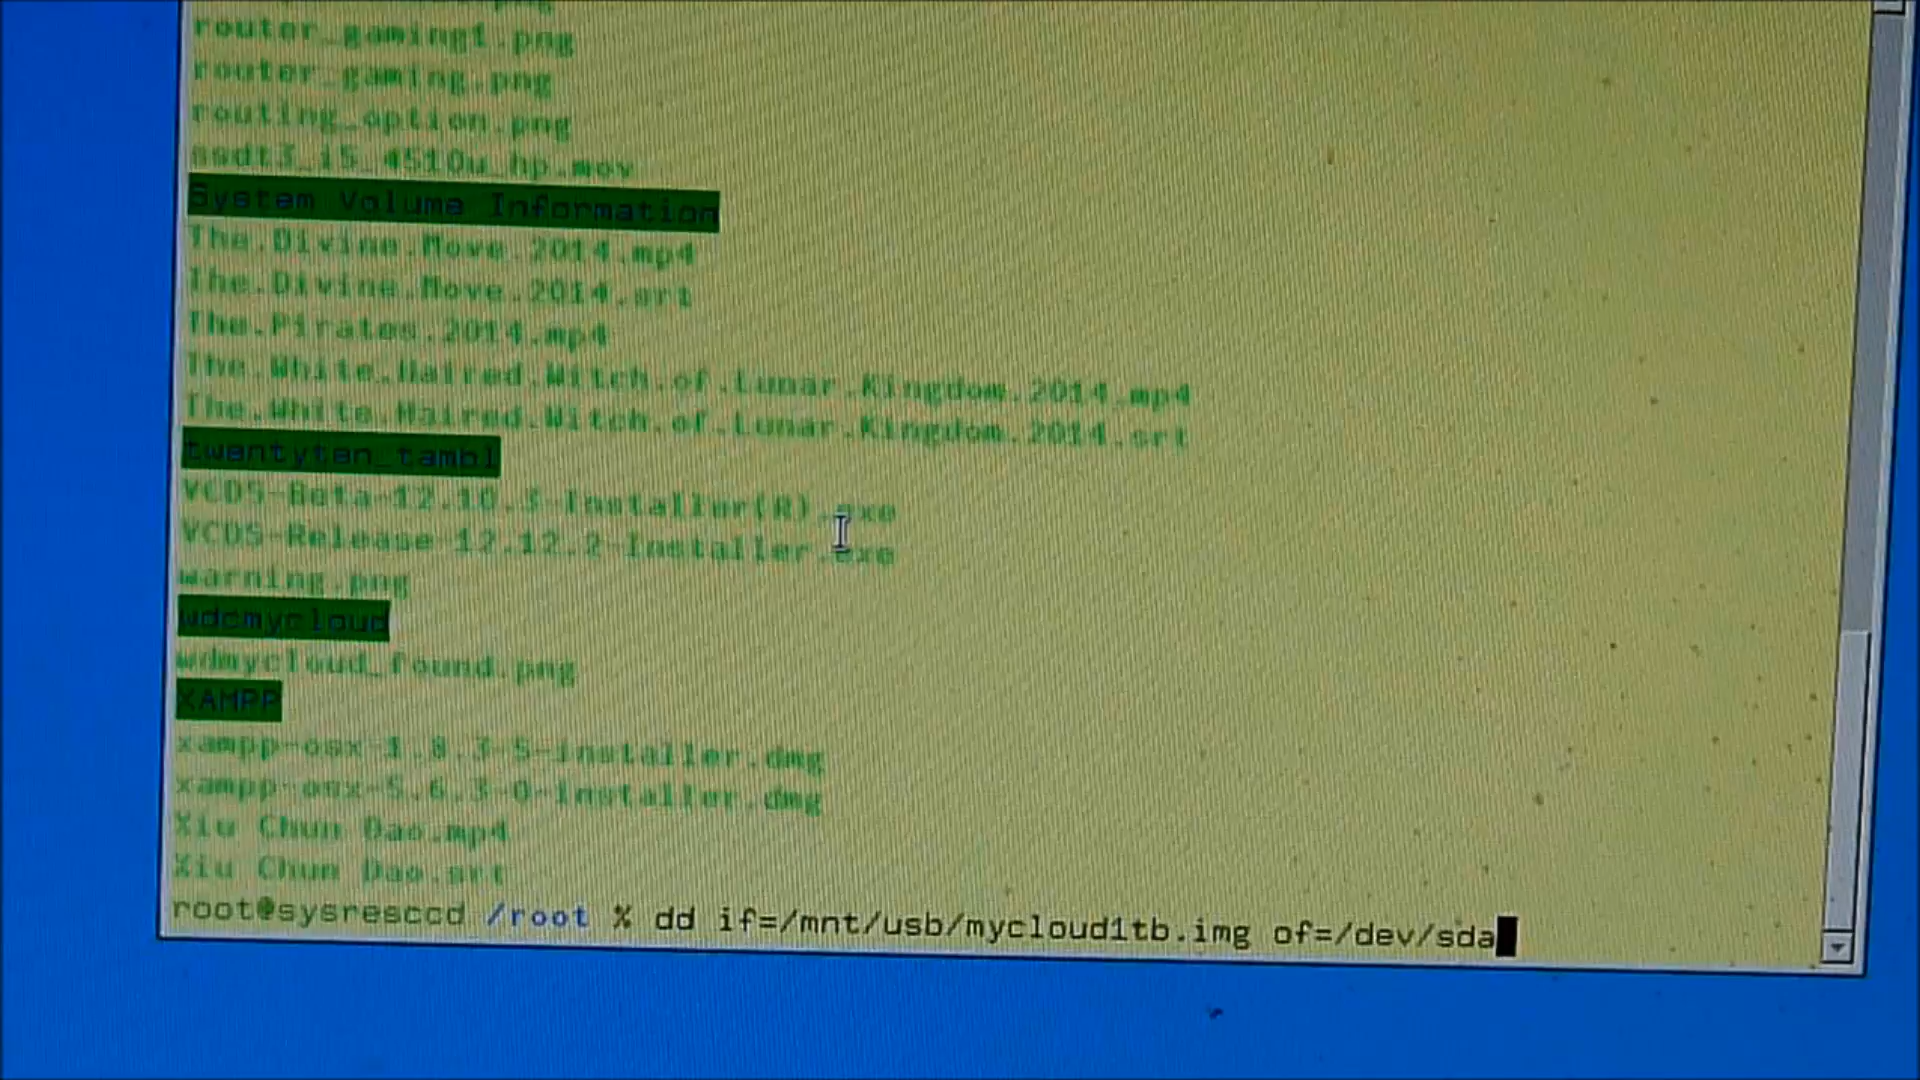 router_gaming1.png
router_gaming.png
routing_option.png
ssdt3_i5_4510u_hp.mov
System Volume Information
The.Divine.Move.2014.mp4
The.Divine.Move.2014.srt
The.Pirates.2014.mp4
The.White.Haired.Witch.of.Lunar.Kingdom.2014.mp4
The.White.Haired.Witch.of.Lunar.Kingdom.2014.srt
twentyten_tambl
VCDS-Beta-12.10.3-Installer(R).exe
VCDS-Release-12.12.2-Installer.exe
warning.png
wdcmycloud
wdmycloud_found.png
XAMPP
xampp-osx-1.8.3-5-installer.dmg
xampp-osx-5.6.3-0-installer.dmg
Xiu Chun Dao.mp4
Xiu Chun Dao.srt
root@sysresccd /root % dd if=/mnt/usb/mycloud1tb.img of=/dev/sda